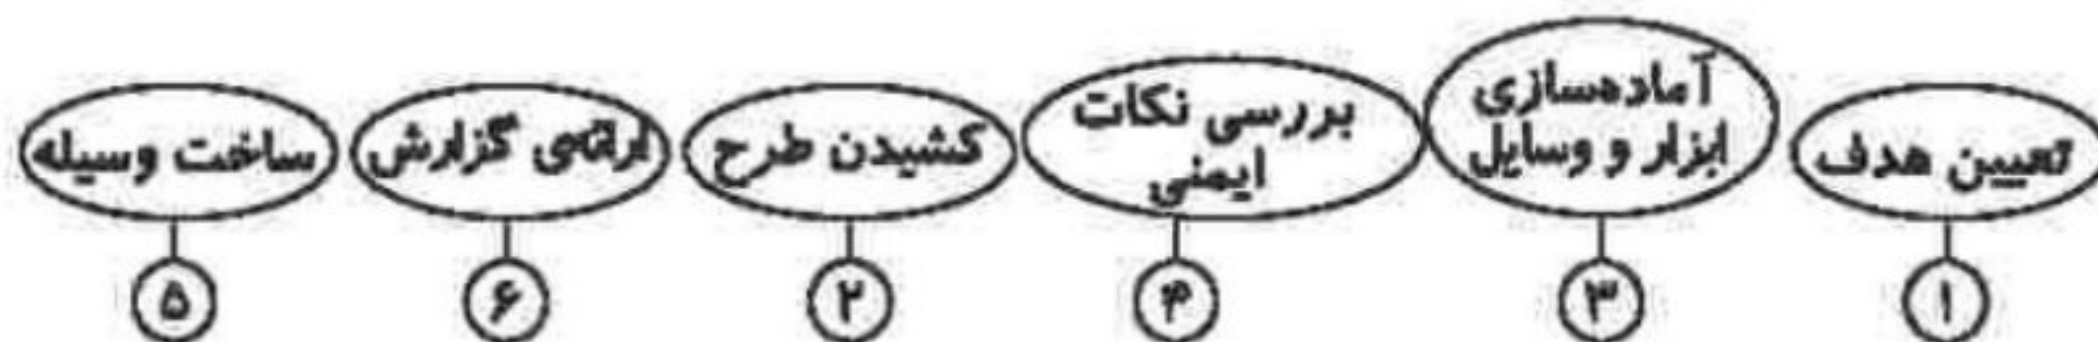 تعیین هدف
آماده‌سازی
ابزار و وسایل
بررسی نکات
ایمنی
کشیدن طرح
ارائه‌ی گزارش
ساخت وسیله
۱
۳
۴
۲
۶
۵